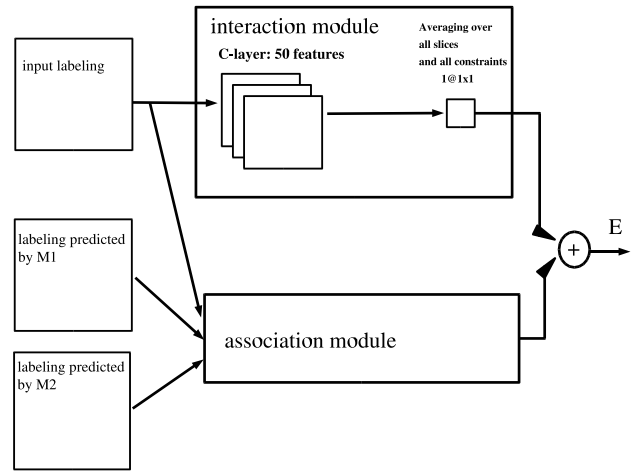 interaction module
C-layer: 50 features
Averaging over
all slices
and all constraints
1@1x1
input labeling
labeling predicted
by M1
E
+
association module
labeling predicted
by M2